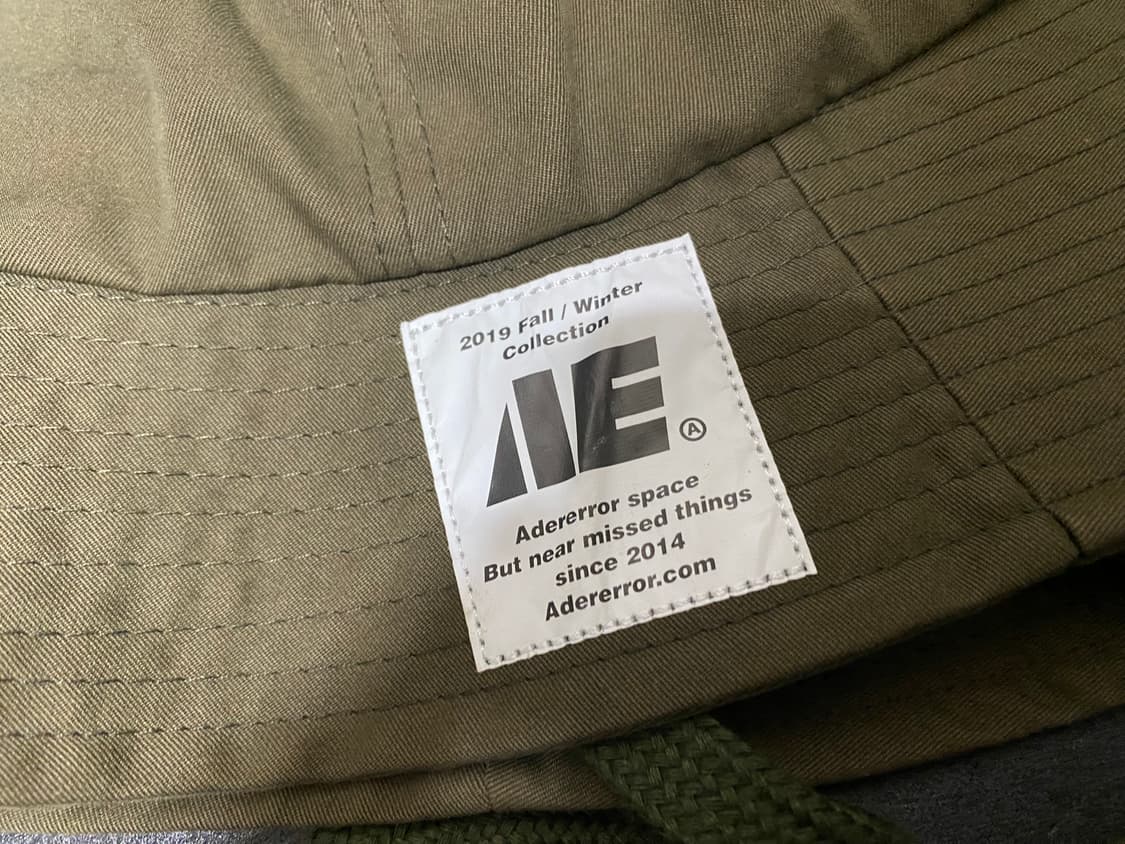 2019 Fall / Winter
Collection
AE
Ⓐ
Adererror space
But near missed things
since 2014
Adererror.com